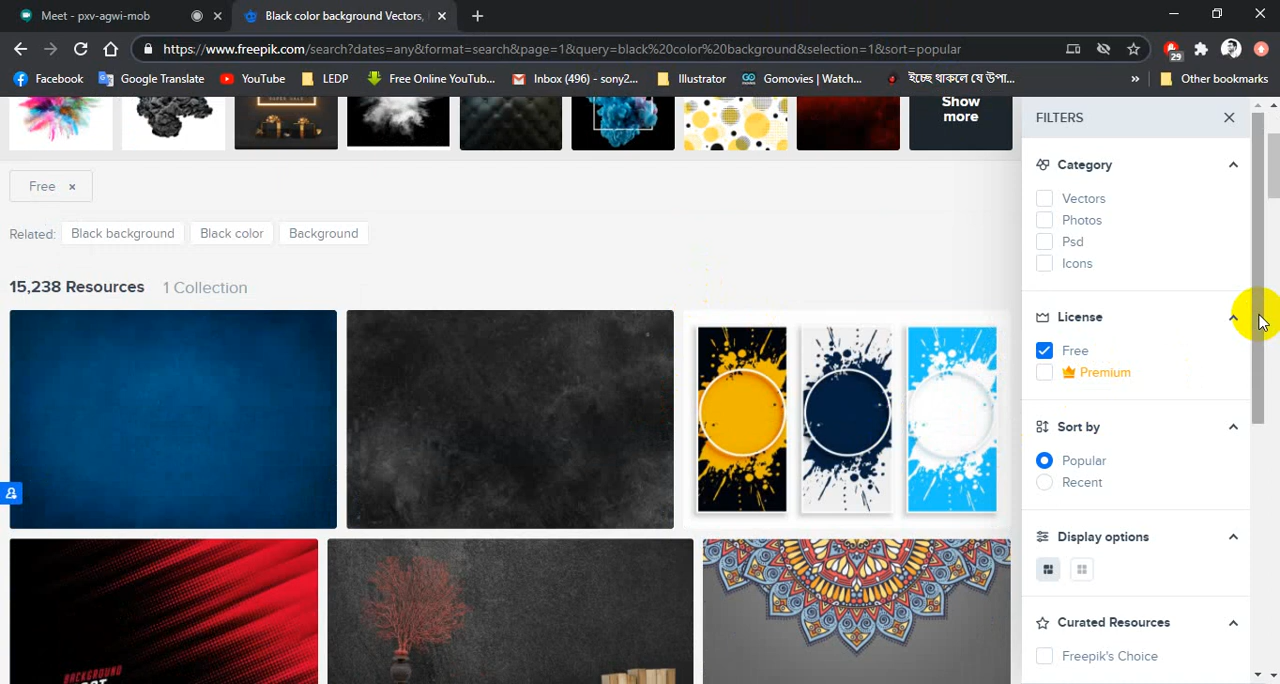 Meet - pxv-agwi-mob
Black color background Vectors,
https://www.freepik.com/search?dates=any&format=search&page=1&query=black%20color%20background&selection=1&sort=popular
29
Facebook
Google Translate
YouTube
LEDP
Free Online YouTub...
Inbox (496) - sony2...
Illustrator
Gomovies | Watch...
ইচ্ছে থাকলে যে উপা...
»
Other bookmarks
Show
more
FILTERS
Free ×
Category
Vectors
Photos
Psd
Icons
Related: Black background Black color Background
15,238 Resources 1 Collection
License
Free
Premium
Sort by
Popular
Recent
Display options
Curated Resources
Freepik's Choice
BACKGROUND